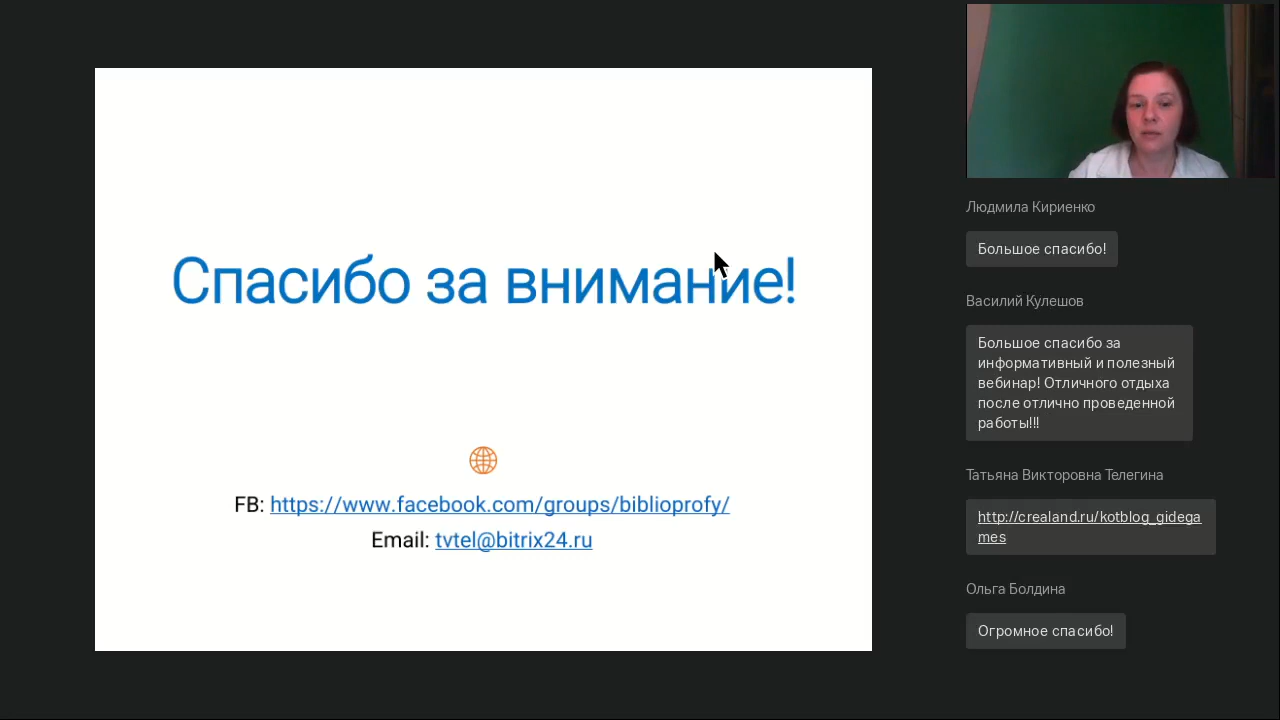 Спасибо за внимание!
FB: https://www.facebook.com/groups/biblioprofy/
Email: tvtel@bitrix24.ru
Людмила Кириенко
Большое спасибо!
Василий Кулешов
Большое спасибо за
информативный и полезный
вебинар! Отличного отдыха
после отлично проведенной
работы!!!
Татьяна Викторовна Телегина
http://crealand.ru/kotblog_gidega
mes
Ольга Болдина
Огромное спасибо!